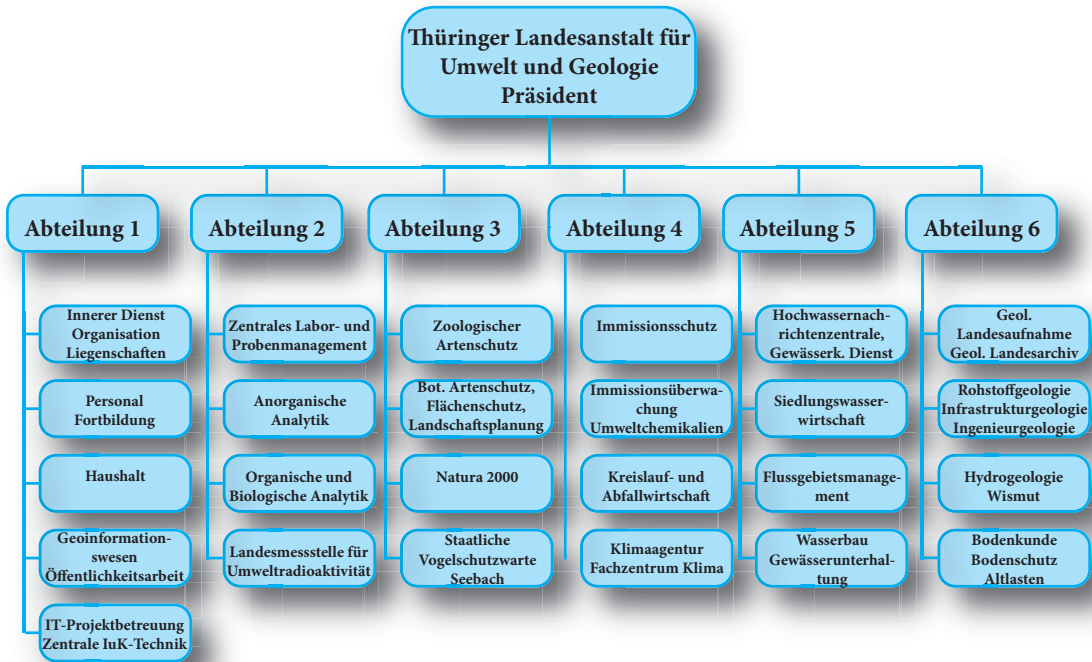 Thüringer Landesanstalt für
Umwelt und Geologie
Präsident
Abteilung 1
Abteilung 2
Abteilung 3
Abteilung 4
Abteilung 5
Abteilung 6
Innerer Dienst
Organisation
Liegenschaften
Personal
Fortbildung
Haushalt
Geoinformation-
swesen
Öffentlichkeitsarbeit
IT-Projektbetreuung
Zentrale IuK-Technik
Zentrales Labor- und
Probenmanagement
Anorganische
Analytik
Organische und
Biologische Analytik
Landesmessstelle für
Umweltradioaktivität
Zoologischer
Artenschutz
Bot. Artenschutz,
Flächenschutz,
Landschaftsplanung
Natura 2000
Staatliche
Vogelschutzwarte
Seebach
Immissionsschutz
Immissionsüberwa-
chung
Umweltchemikalien
Kreislauf- und
Abfallwirtschaft
Klimaagentur
Fachzentrum Klima
Hochwassernach-
richtenzentrale,
Gewässerk. Dienst
Siedlungswasser-
wirtschaft
Flussgebietsmanage-
ment
Wasserbau
Gewässerunterhal-
tung
Geol.
Landesaufnahme
Geol. Landesarchiv
Rohstoffgeologie
Infrastrukturgeologie
Ingenieurgeologie
Hydrogeologie
Wismut
Bodenkunde
Bodenschutz
Altlasten